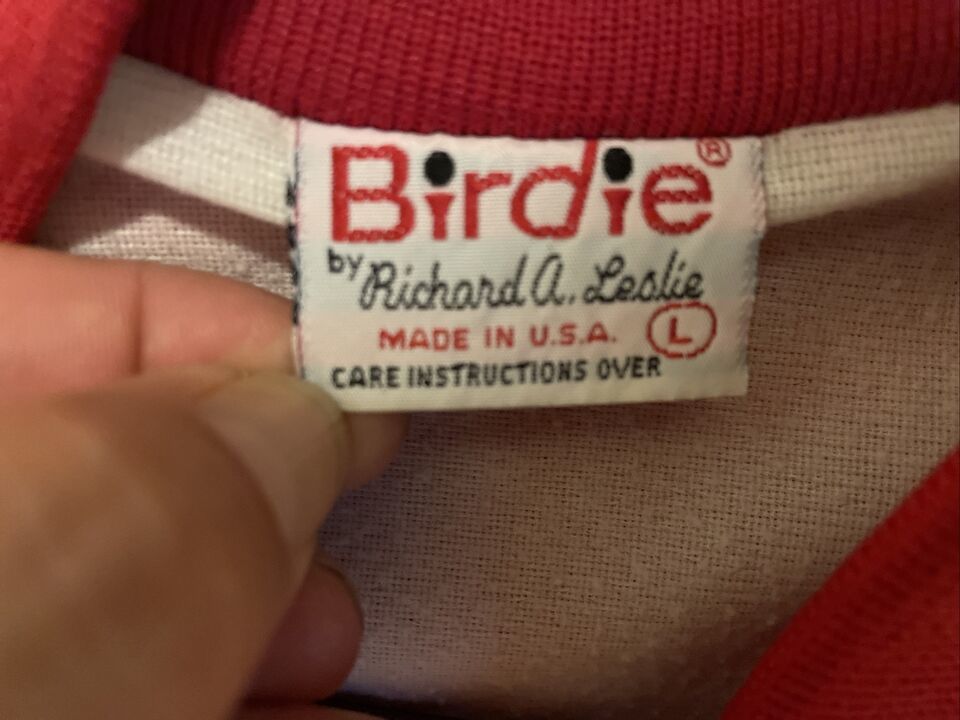 Birdie®
by Richard A. Leslie
MADE IN U.S.A. L
CARE INSTRUCTIONS OVER